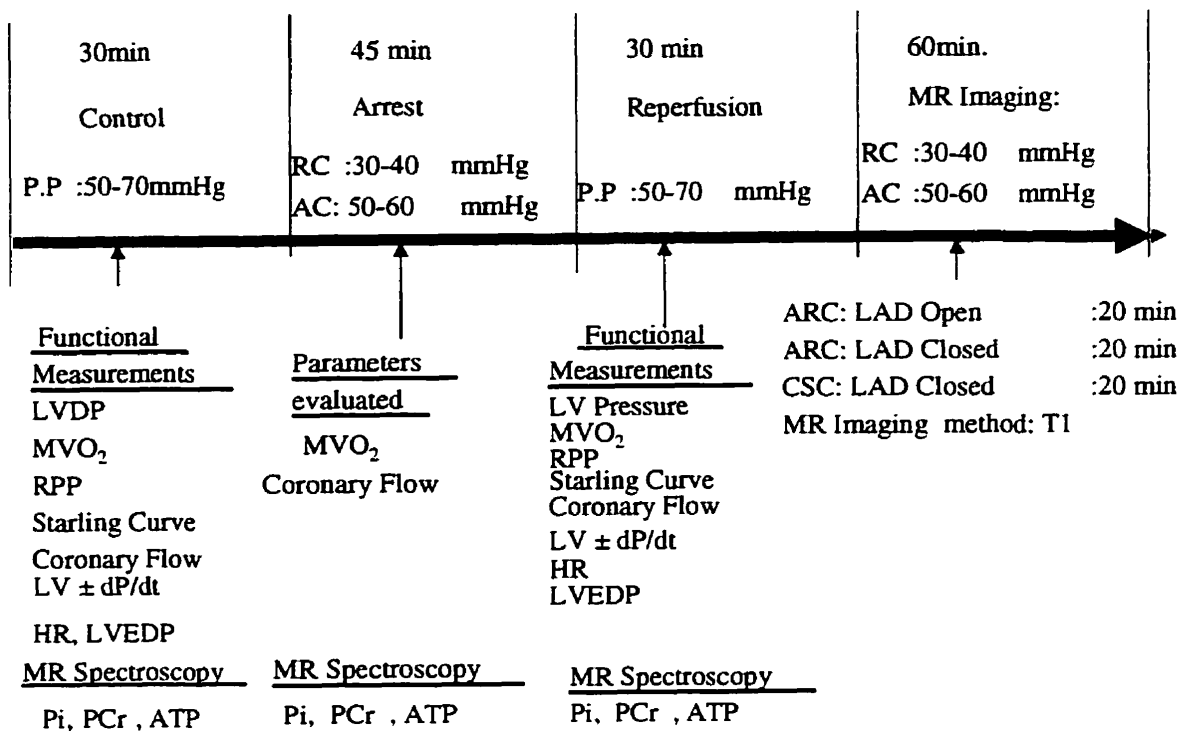 30min
Control
P.P :50-70mmHg
45 min
Arrest
RC :30-40 mmHg
AC: 50-60 mmHg
30 min
Reperfusion
P.P :50-70 mmHg
60min.
MR Imaging:
RC :30-40 mmHg
AC :50-60 mmHg
Functional
Measurements
LVDP
MVO₂
RPP
Starling Curve
Coronary Flow
LV ± dP/dt
HR, LVEDP
MR Spectroscopy
Pi, PCr , ATP
Parameters
evaluated
MVO₂
Coronary Flow
MR Spectroscopy
Pi, PCr , ATP
Functional
Measurements
LV Pressure
MVO₂
RPP
Starling Curve
Coronary Flow
LV ± dP/dt
HR
LVEDP
MR Spectroscopy
Pi, PCr , ATP
ARC: LAD Open :20 min
ARC: LAD Closed :20 min
CSC: LAD Closed :20 min
MR Imaging method: T1